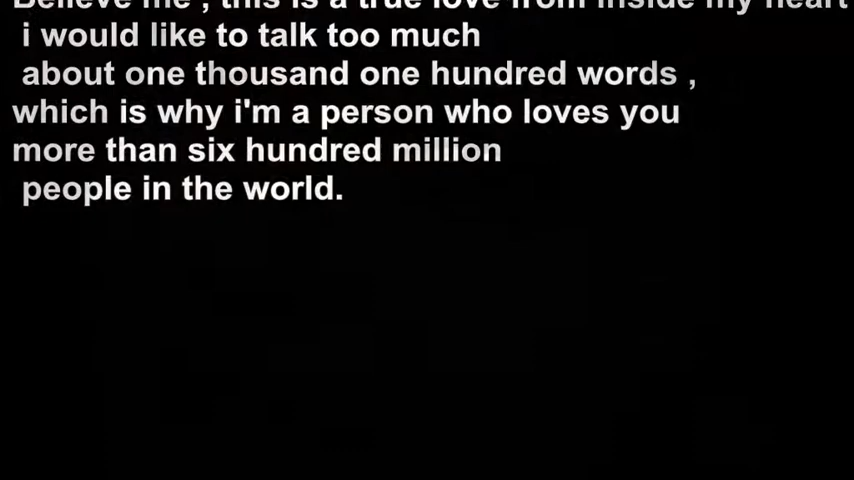 Believe me , this is a true love from inside my heart
i would like to talk too much
about one thousand one hundred words ,
which is why i'm a person who loves you
more than six hundred million
people in the world.